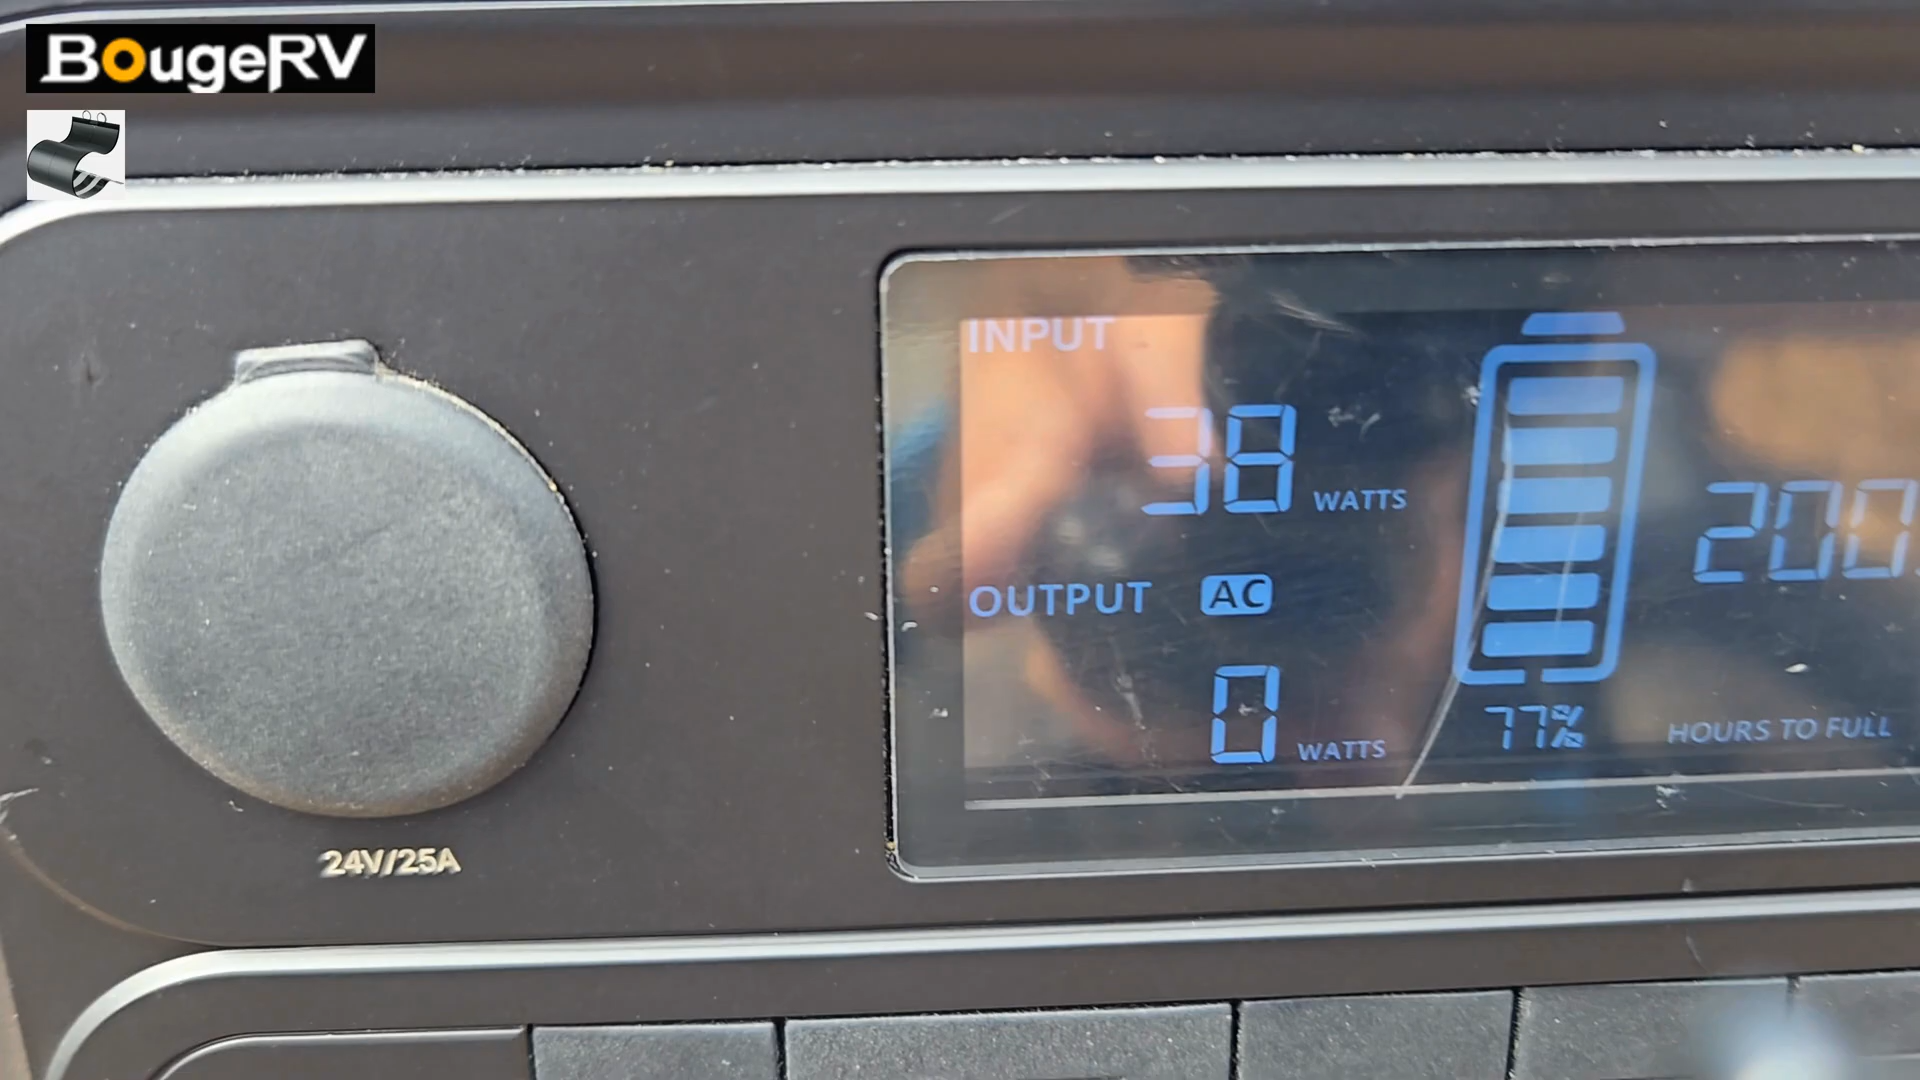 BougeRV
INPUT
38 WATTS
OUTPUT AC
0 WATTS
77%
200.
HOURS TO FULL
24V/25A